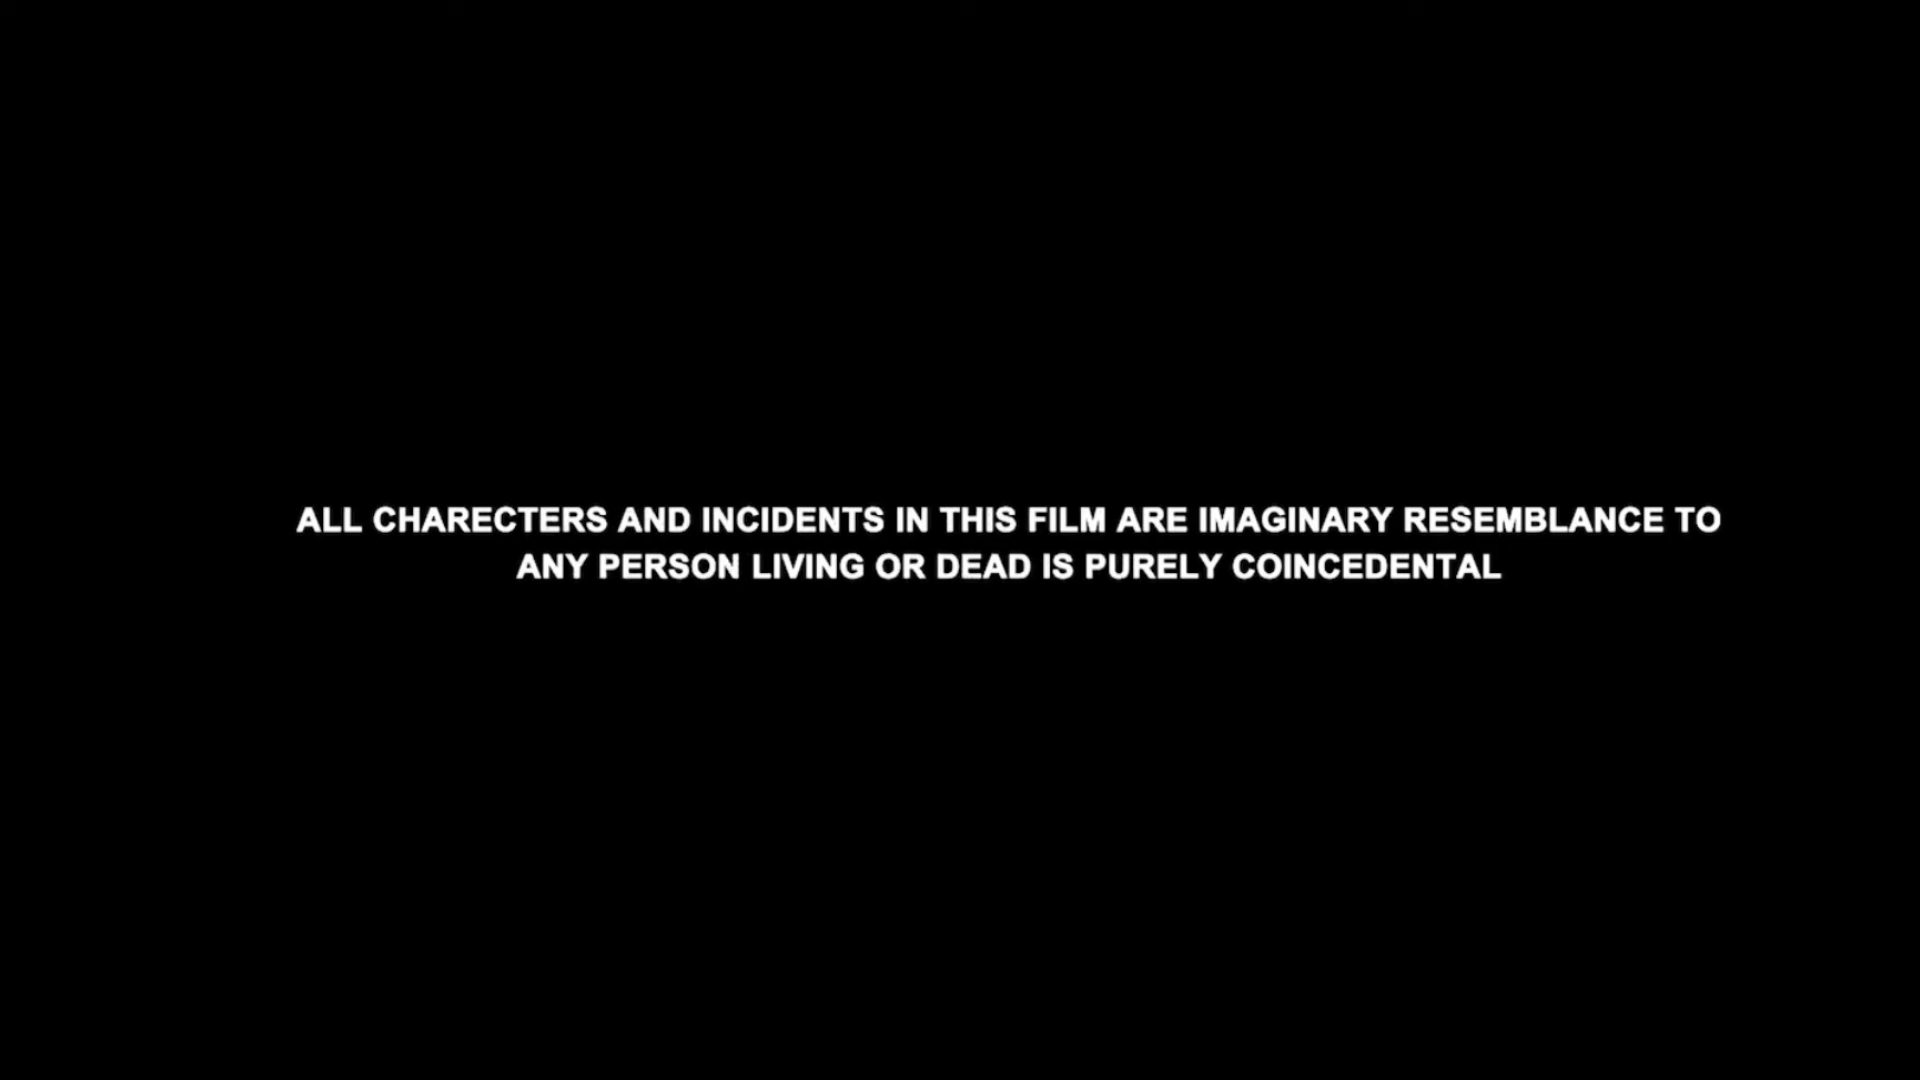 ALL CHARECTERS AND INCIDENTS IN THIS FILM ARE IMAGINARY RESEMBLANCE TO
ANY PERSON LIVING OR DEAD IS PURELY COINCEDENTAL